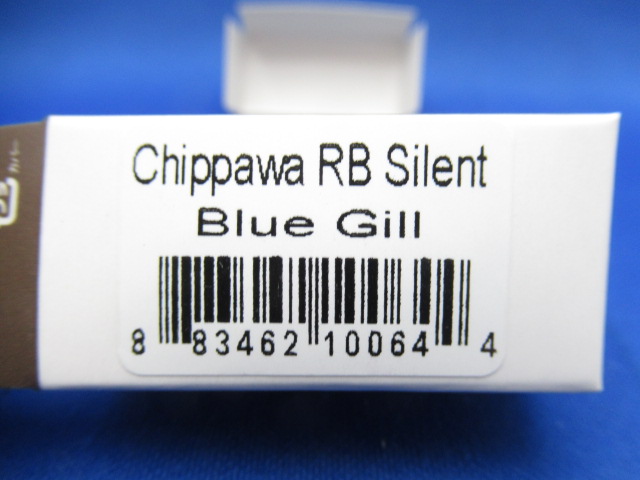 Chippawa RB Silent
Blue Gill
8 83462 10064 4